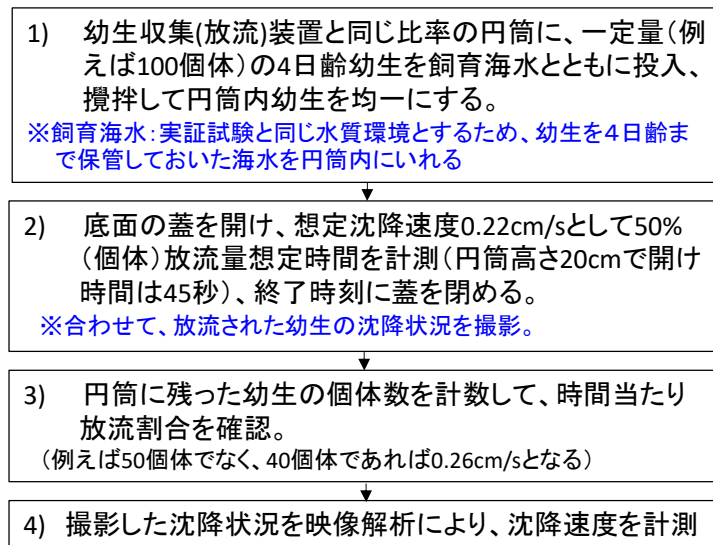 1) 幼生収集(放流)装置と同じ比率の円筒に、一定量(例
えば100個体)の4日齢幼生を飼育海水とともに投入、
攪拌して円筒内幼生を均一にする。
※飼育海水：実証試験と同じ水質環境とするため、幼生を４日齢ま
で保管しておいた海水を円筒内にいれる
2) 底面の蓋を開け、想定沈降速度0.22cm/sとして50%
(個体)放流量想定時間を計測(円筒高さ20cmで開け
時間は45秒)、終了時刻に蓋を閉める。
※合わせて、放流された幼生の沈降状況を撮影。
3) 円筒に残った幼生の個体数を計数して、時間当たり
放流割合を確認。
(例えば50個体でなく、40個体であれば0.26cm/sとなる)
4) 撮影した沈降状況を映像解析により、沈降速度を計測